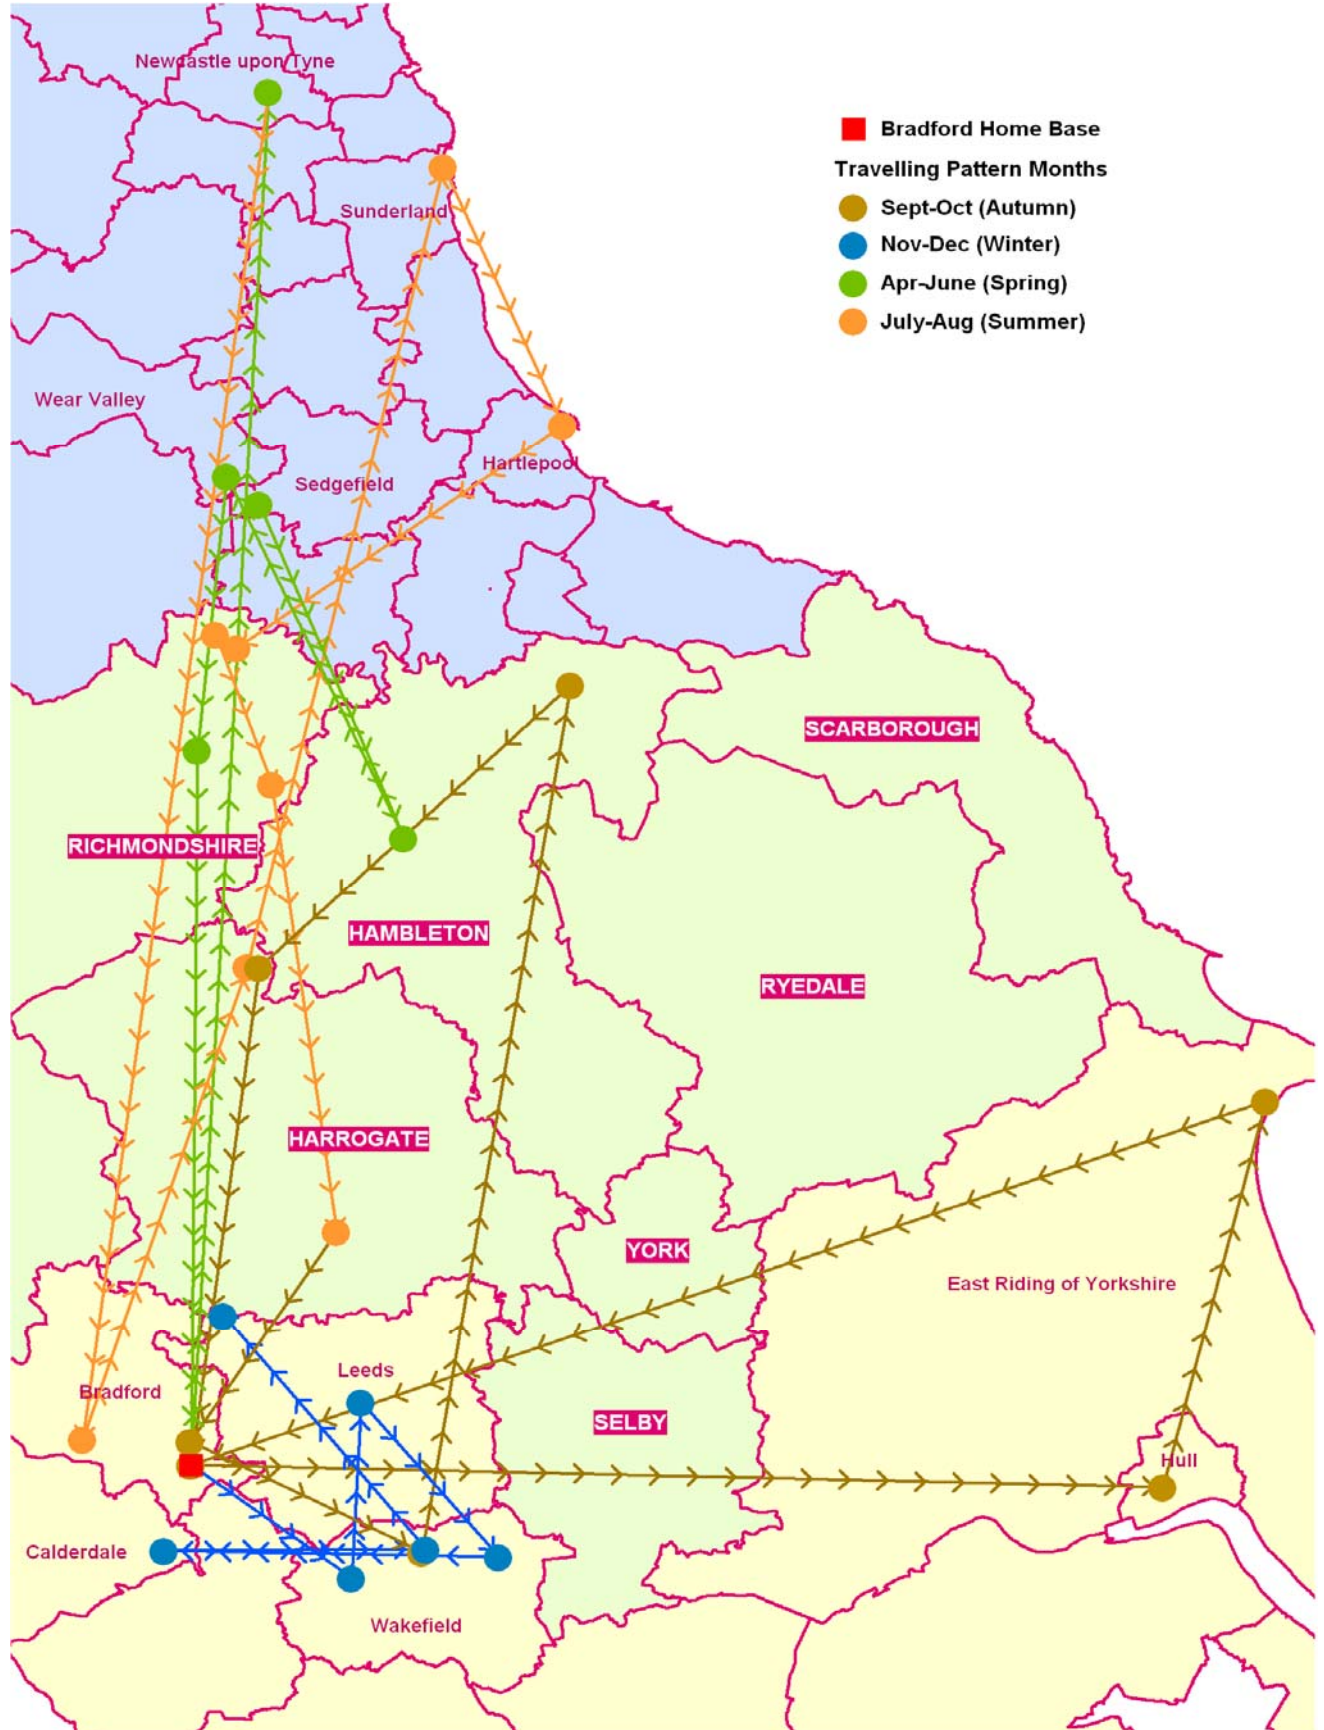 Newcastle upon Tyne
Bradford Home Base
Travelling Pattern Months
Sept-Oct (Autumn)
Nov-Dec (Winter)
Apr-June (Spring)
July-Aug (Summer)
Sunderland
Wear Valley
Hartlepool
Sedgefield
SCARBOROUGH
RICHMONDSHIRE
HAMBLETON
RYEDALE
HARROGATE
YORK
East Riding of Yorkshire
Leeds
Bradford
SELBY
Hull
Calderdale
Wakefield